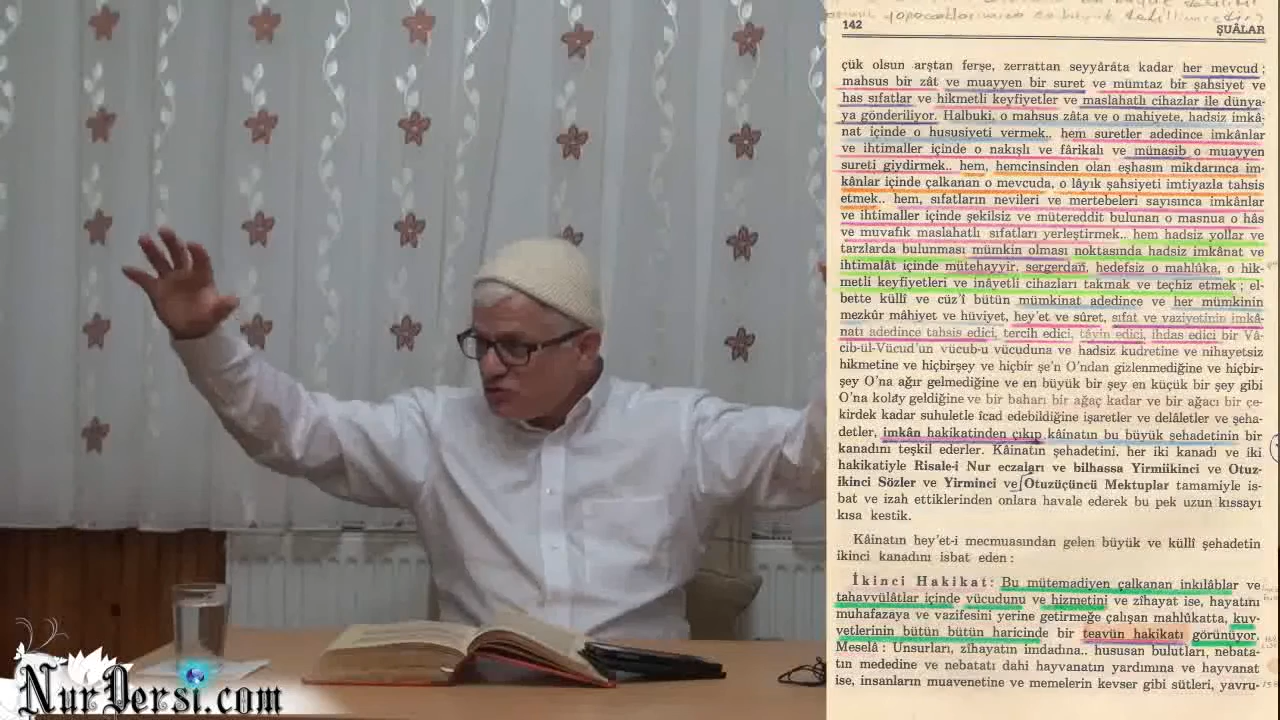 142
ŞUÂLAR
çük olsun arştan ferşe, zerrattan seyyârâta kadar her mevcud ;
mahsus bir zât ve muayyen bir suret ve mümtaz bir şahsiyet ve
has sıfatlar ve hikmetli keyfiyetler ve maslahatlı cihazlar ile dünya-
ya gönderiliyor. Halbuki, o mahsus zâta ve o mahiyete, hadsiz imkâ-
nat içinde o hususiyeti vermek.. hem suretler adedince imkânlar
ve ihtimaller içinde o nakışlı ve fârikalı ve münasib o muayyen
sureti giydirmek.. hem, hemcinsinden olan eşhasın mikdarınca im-
kânlar içinde çalkanan o mevcuda, o lâyık şahsiyeti imtiyazla tahsis
etmek.. hem, sıfatların nevileri ve mertebeleri sayısınca imkânlar
ve ihtimaller içinde şekilsiz ve mütereddit bulunan o masnua o hâs
ve muvafık maslahatlı sıfatları yerleştirmek.. hem hadsiz yollar ve
tarzlarda bulunması mümkin olması noktasında hadsiz imkânat ve
ihtimalât içinde mütehayyir, sergerdan, hedefsiz o mahlûka, o hik-
metli keyfiyetleri ve inâyetli cihazları takmak ve teçhiz etmek ; el-
bette küllî ve cüz'î bütün mümkinat adedince ve her mümkinin
mezkûr mâhiyet ve hüviyet, hey'et ve sûret, sıfat ve vaziyetinin imkâ-
natı adedince tahsis edici, tercih edici, tâyin edici, ihdas edici bir Vâ-
cib-ül-Vücud'un vücub-u vücuduna ve hadsiz kudretine ve nihayetsiz
hikmetine ve hiçbirşey ve hiçbir şe'n O'ndan gizlenmediğine ve hiçbir-
şey O'na ağır gelmediğine ve en büyük bir şey en küçük bir şey gibi
O'na kolay geldiğine ve bir baharı bir ağaç kadar ve bir ağacı bir çe-
kirdek kadar suhuletle îcad edebildiğine işaretler ve delâletler ve şeha-
detler, imkân hakikatinden çıkıp kâinatın bu büyük şehadetinin bir
kanadını teşkil ederler. Kâinatın şehadetini, her iki kanadı ve iki
hakikatiyle Risale-i Nur eczaları ve bilhassa Yirmiikinci ve Otuz-
ikinci Sözler ve Yirminci ve Otuzüçüncü Mektuplar tamamiyle is-
bat ve izah ettiklerinden onlara havale ederek bu pek uzun kıssayı
kısa kestik.
Kâinatın hey'et-i mecmuasından gelen büyük ve küllî şehadetin
ikinci kanadını isbat eden :
İkinci Hakikat: Bu mütemadiyen çalkanan inkılâblar ve
tahavvülâtlar içinde vücudunu ve hizmetini ve zîhayat ise, hayatını
muhafazaya ve vazifesini yerine getirmeğe çalışan mahlûkatta, kuv-
vetlerinin bütün bütün haricinde bir teavün hakikatı görünüyor.
Meselâ : Unsurları, zîhayatın imdadına.. hususan bulutları, nebata-
tın mededine ve nebatatı dahi hayvanatın yardımına ve hayvanat
ise, insanların muavenetine ve memelerin kevser gibi sütleri, yavru-
NurDersi.com